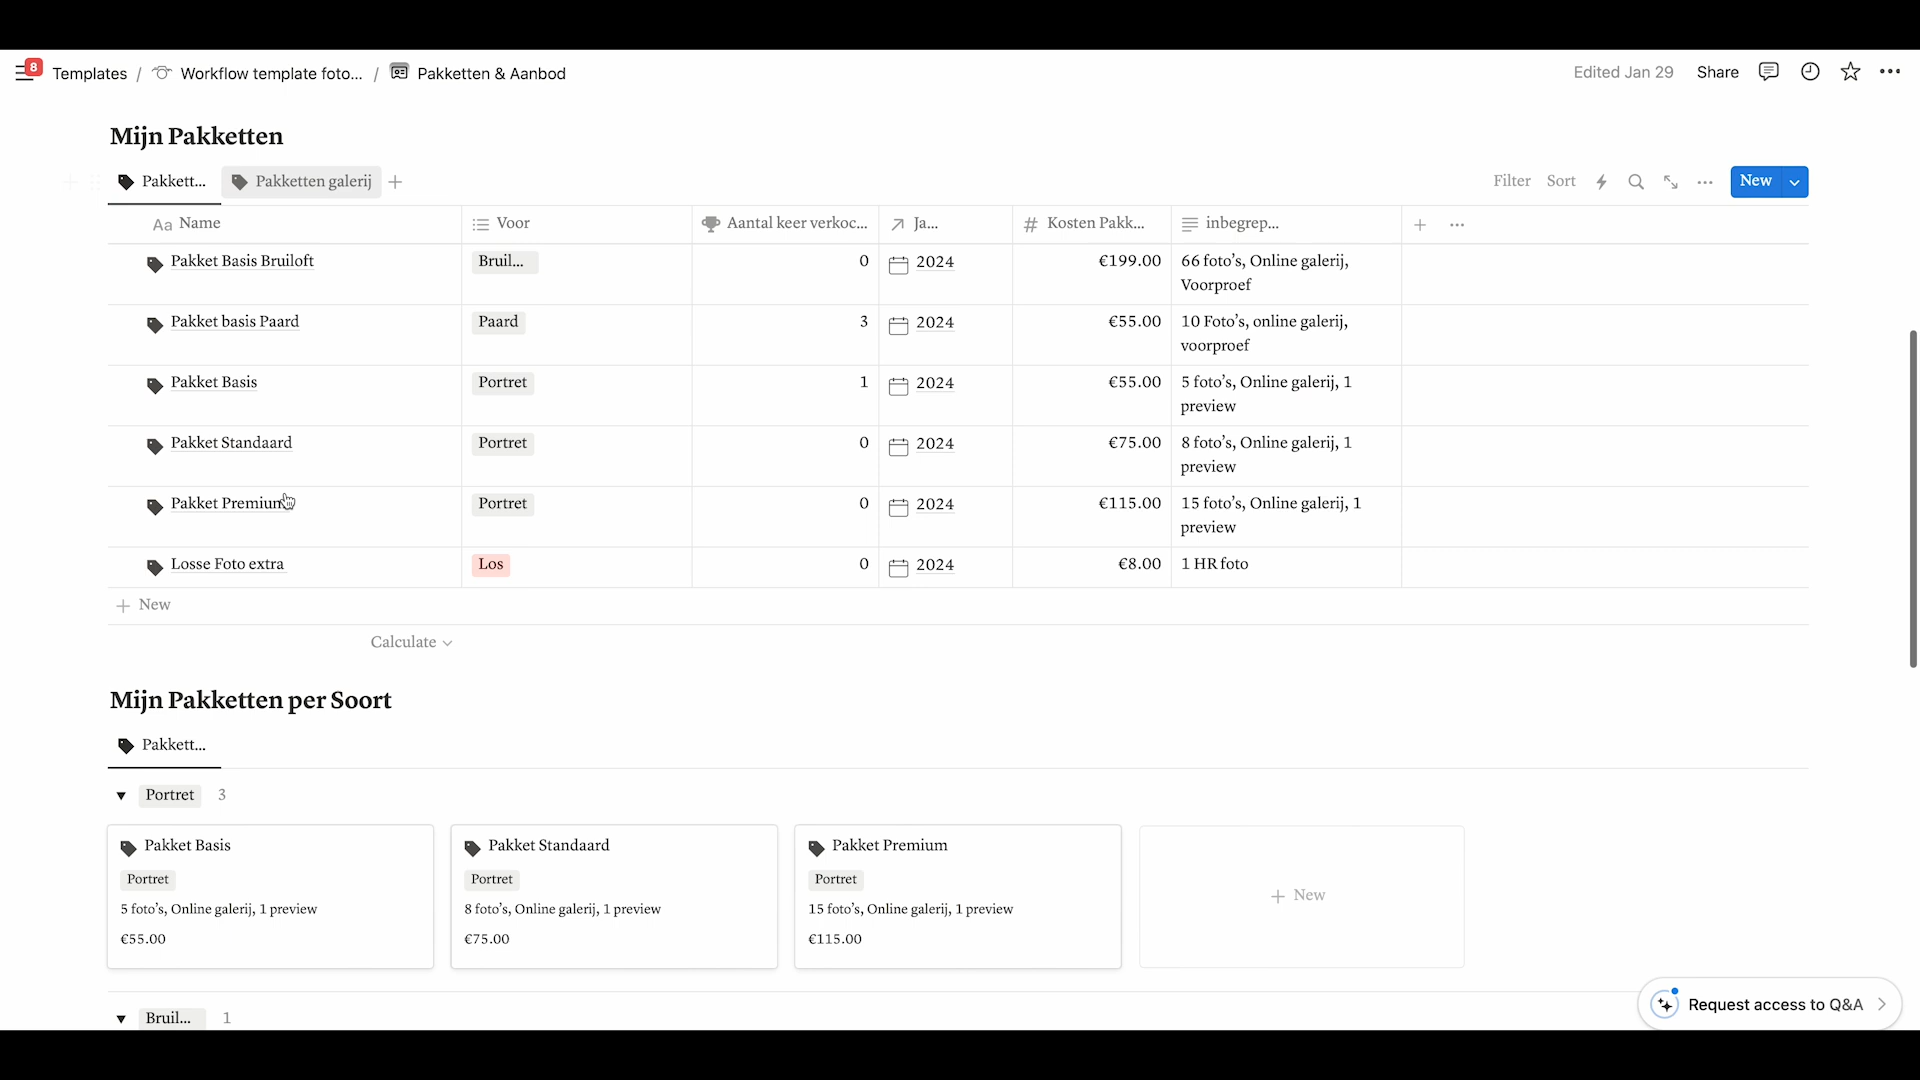 8 Templates / Workflow template foto... / Pakketten & Aanbod Edited Jan 29 Share
Mijn Pakketten
Pakkett... Pakketten galerij Filter Sort New
Aa Name Voor Aantal keer verkoc... Ja... # Kosten Pakk... inbegrep...
Pakket Basis Bruiloft Bruil... 0 2024 €199.00 66 foto's, Online galerij,
Voorproef
Pakket basis Paard Paard 3 2024 €55.00 10 Foto's, online galerij,
voorproef
Pakket Basis Portret 1 2024 €55.00 5 foto's, Online galerij, 1
preview
Pakket Standaard Portret 0 2024 €75.00 8 foto's, Online galerij, 1
preview
Pakket Premium Portret 0 2024 €115.00 15 foto's, Online galerij, 1
preview
Losse Foto extra Los 0 2024 €8.00 1 HR foto
+ New
Calculate
Mijn Pakketten per Soort
Pakkett...
Portret 3
Pakket Basis Pakket Standaard Pakket Premium
Portret Portret Portret
5 foto's, Online galerij, 1 preview 8 foto's, Online galerij, 1 preview 15 foto's, Online galerij, 1 preview + New
€55.00 €75.00 €115.00
Request access to Q&A
Bruil... 1